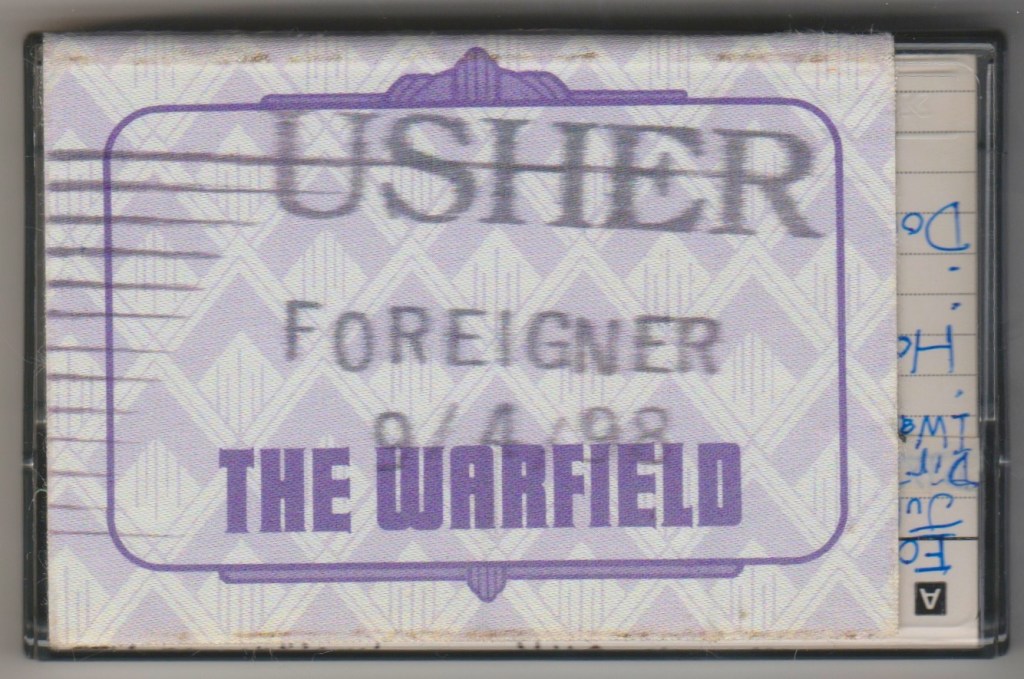 USHER
FOREIGNER
9/4/98
THE WARFIELD
A